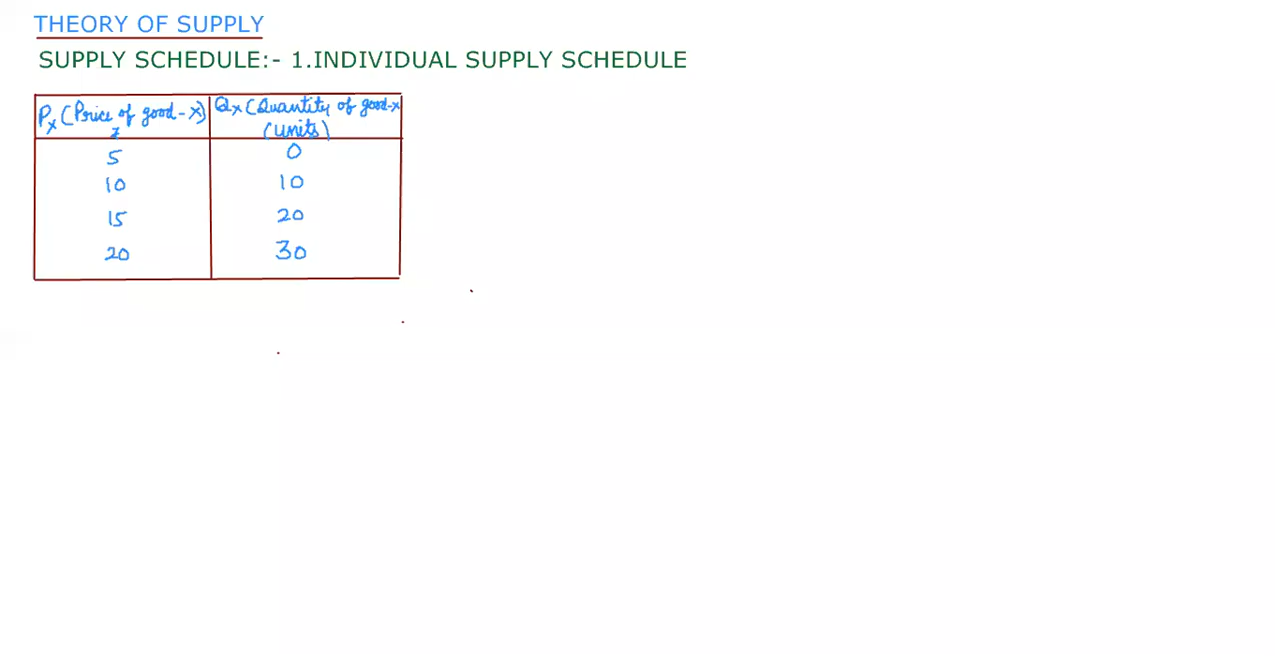 THEORY OF SUPPLY
SUPPLY SCHEDULE:- 1.INDIVIDUAL SUPPLY SCHEDULE
Px (Price of good-x) Qx (Quantity of good-x
(units)
5 0
10 10
15 20
20 30